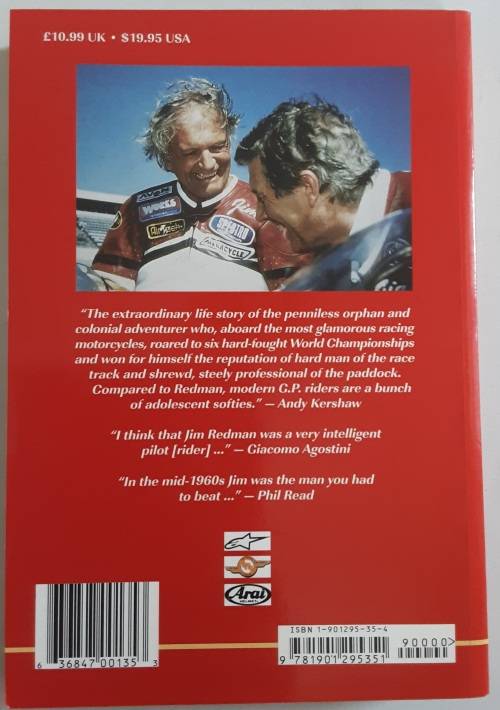 £10.99 UK • $19.95 USA
AVON
WORKS
Jim
MOTORCYCLE
"The extraordinary life story of the penniless orphan and
colonial adventurer who, aboard the most glamorous racing
motorcycles, roared to six hard-fought World Championships
and won for himself the reputation of hard man of the race
track and shrewd, steely professional of the paddock.
Compared to Redman, modern G.P. riders are a bunch
of adolescent softies." — Andy Kershaw
"I think that Jim Redman was a very intelligent
pilot [rider] ..." — Giacomo Agostini
"In the mid-1960s Jim was the man you had
to beat ..." — Phil Read
Arai
HELMET
ISBN 1-901295-35-4
90000>
6 36847 00135 3
9 781901 295351